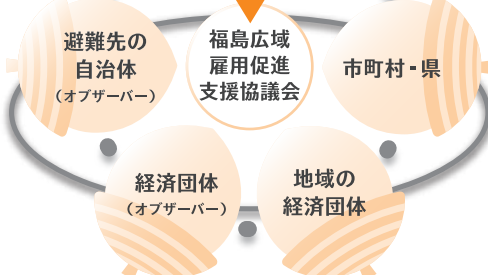 避難先の
自治体
（オブザーバー）
福島広域
雇用促進
支援協議会
市町村・県
経済団体
（オブザーバー）
地域の
経済団体